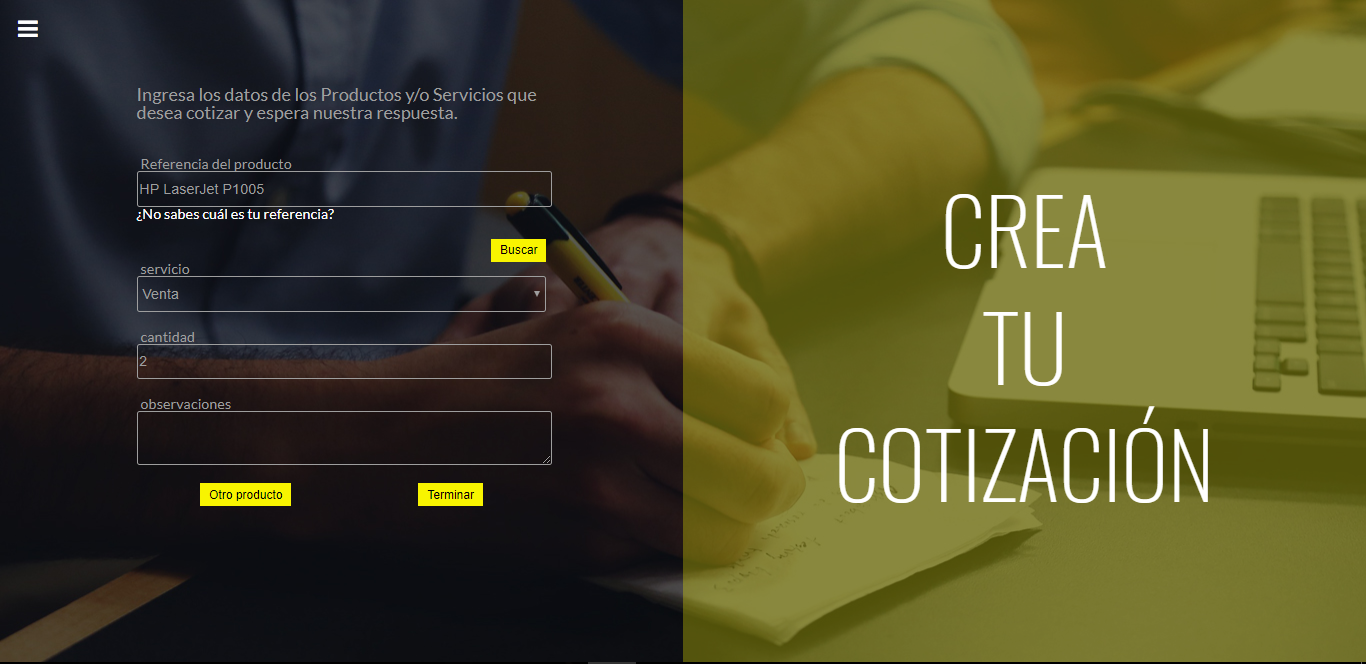 Ingresa los datos de los Productos y/o Servicios que
desea cotizar y espera nuestra respuesta.
Referencia del producto
HP LaserJet P1005
¿No sabes cuál es tu referencia?
Buscar
servicio
Venta
cantidad
2
observaciones
Otro producto
Terminar
CREA
TU
COTIZACIÓN